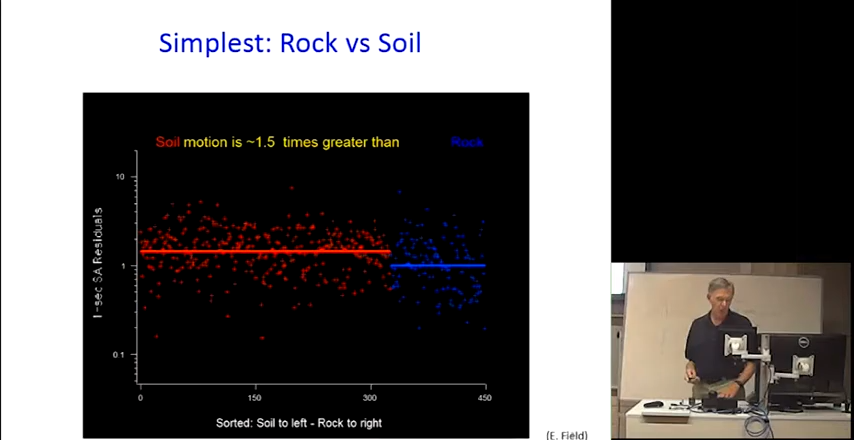 Simplest: Rock vs Soil
Soil motion is ~1.5 times greater than Rock
10
1-sec SA Residuals
1
0.1
0 150 300 450
Sorted: Soil to left - Rock to right
(E. Field)
DELL